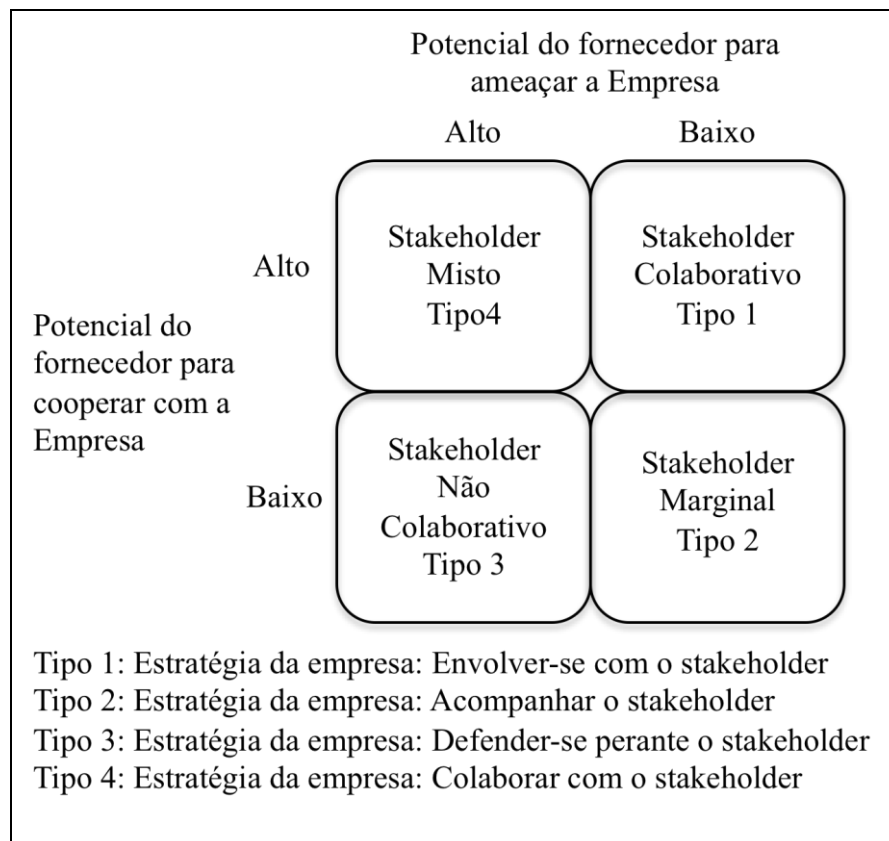 Potencial do fornecedor para
ameaçar a Empresa
Alto
Baixo
Alto
Stakeholder
Misto
Tipo4
Stakeholder
Colaborativo
Tipo 1
Potencial do
fornecedor para
cooperar com a
Empresa
Baixo
Stakeholder
Não
Colaborativo
Tipo 3
Stakeholder
Marginal
Tipo 2
Tipo 1: Estratégia da empresa: Envolver-se com o stakeholder
Tipo 2: Estratégia da empresa: Acompanhar o stakeholder
Tipo 3: Estratégia da empresa: Defender-se perante o stakeholder
Tipo 4: Estratégia da empresa: Colaborar com o stakeholder